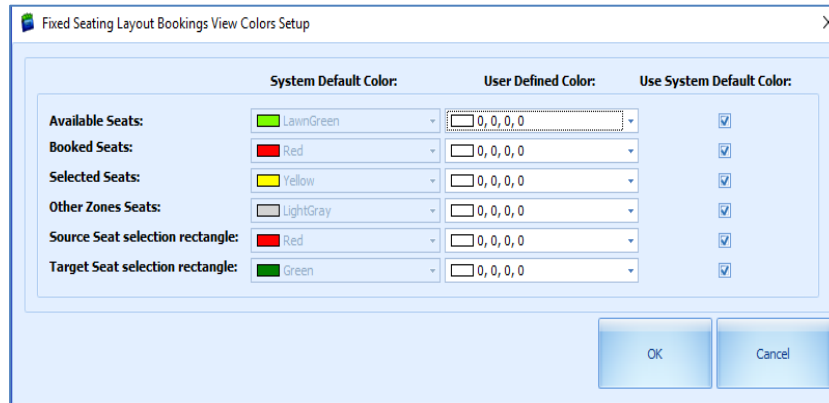 Fixed Seating Layout Bookings View Colors Setup
System Default Color: User Defined Color: Use System Default Color:
Available Seats: LawnGreen 0, 0, 0, 0
Booked Seats: Red 0, 0, 0, 0
Selected Seats: Yellow 0, 0, 0, 0
Other Zones Seats: LightGray 0, 0, 0, 0
Source Seat selection rectangle: Red 0, 0, 0, 0
Target Seat selection rectangle: Green 0, 0, 0, 0
OK Cancel